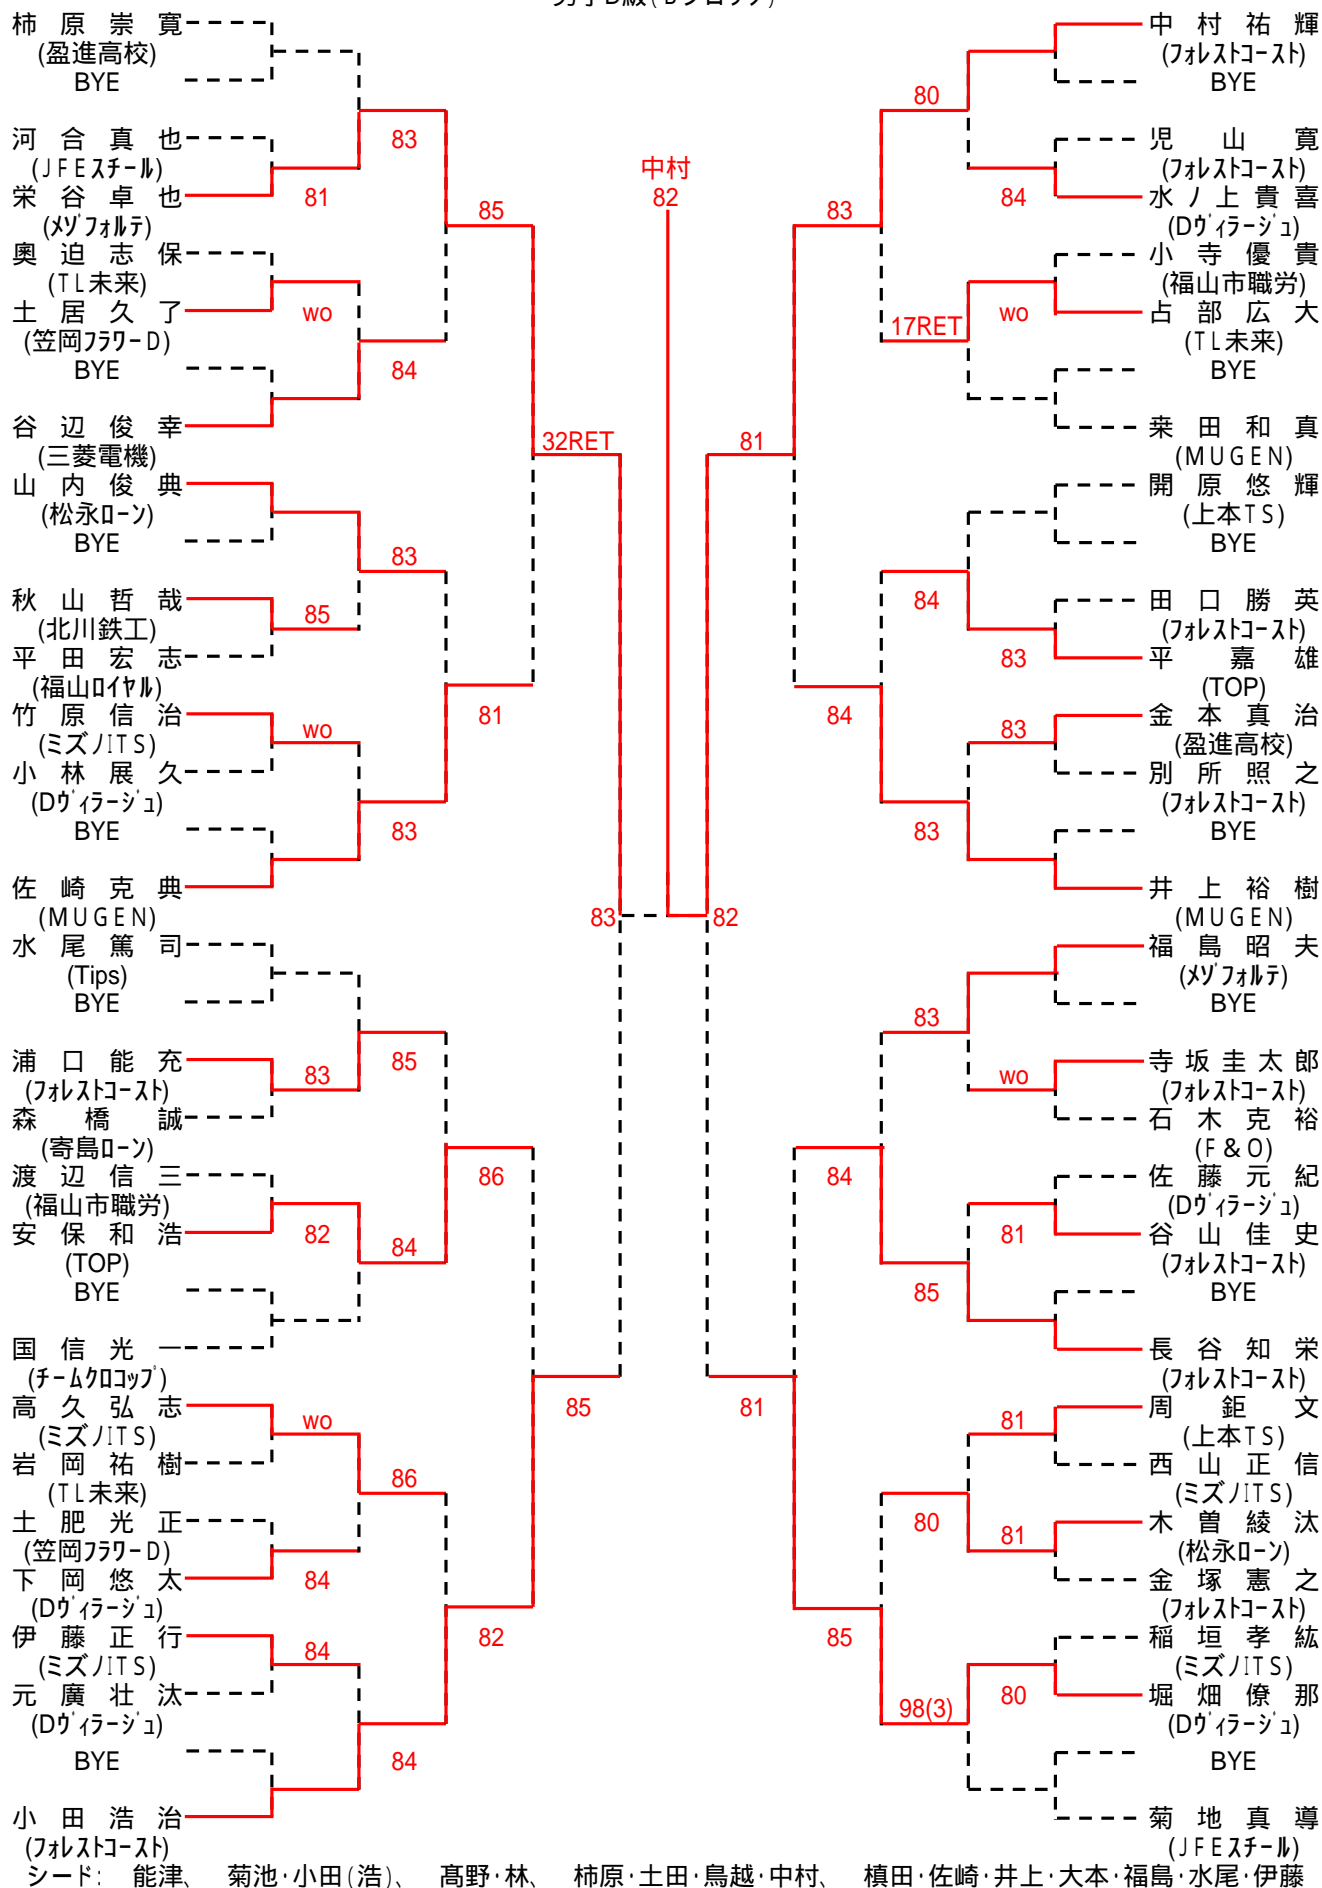 柿原崇寛
(盈進高校)
BYE
河合真也
(JFEスチール)
栄谷卓也
(メゾフォルテ)
奥迫志保
(TL未来)
土居久了
(笠岡フラワーD)
BYE
谷辺俊幸
(三菱電機)
山内俊典
(松永ローン)
BYE
秋山哲哉
(北川鉄工)
平田宏志
(福山ロイヤル)
竹原信治
(ミズノITS)
小林展久
(Dヴィラージュ)
BYE
佐崎克典
(MUGEN)
水尾篤司
(Tips)
BYE
浦口能充
(フォレストコースト)
森橋誠
(寄島ローン)
渡辺信三
(福山市職労)
安保和浩
(TOP)
BYE
国信光一
(チームクロコップ)
高久弘志
(ミズノITS)
岩岡祐樹
(TL未来)
土肥光正
(笠岡フラワーD)
下岡悠太
(Dヴィラージュ)
伊藤正行
(ミズノITS)
元廣壮汰
(Dヴィラージュ)
BYE
小田浩治
(フォレストコースト)
81
wo
85
wo
83
82
wo
84
84
83
84
83
83
85
84
86
84
85
81
86
82
32RET
85
83
中村
82
82
81
81
83
84
84
85
80
17RET
84
83
83
85
80
98(3)
84
wo
83
83
wo
81
81
81
80
中村祐輝
(フォレストコースト)
BYE
児山寛
(フォレストコースト)
水ノ上貴喜
(Dヴィラージュ)
小寺優貴
(福山市職労)
占部広大
(TL未来)
BYE
来田和真
(MUGEN)
開原悠輝
(上本TS)
BYE
田口勝英
(フォレストコースト)
平嘉雄
(TOP)
金本真治
(盈進高校)
別所照之
(フォレストコースト)
BYE
井上裕樹
(MUGEN)
福島昭夫
(メゾフォルテ)
BYE
寺坂圭太郎
(フォレストコースト)
石木克裕
(F&O)
佐藤元紀
(Dヴィラージュ)
谷山佳史
(フォレストコースト)
BYE
長谷知栄
(フォレストコースト)
周鉅文
(上本TS)
西山正信
(ミズノITS)
木曽綾汰
(松永ローン)
金塚憲之
(フォレストコースト)
稲垣孝紘
(ミズノITS)
堀畑僚那
(Dヴィラージュ)
BYE
菊地真導
(JFEスチール)
シード: 能津、 菊池・小田(浩)、 髙野・林、 柿原・土田・鳥越・中村、 槙田・佐崎・井上・大本・福島・水尾・伊藤